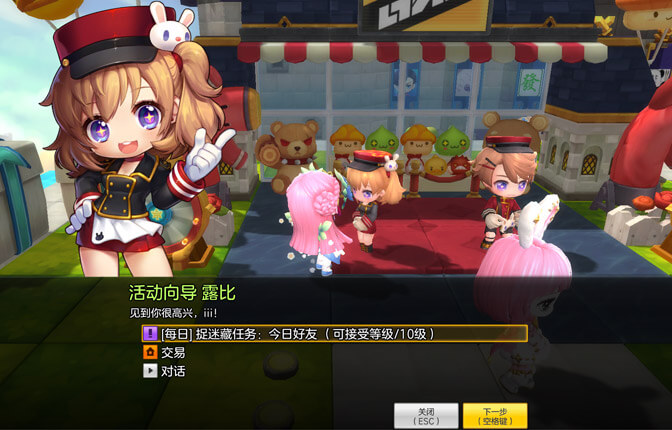 發
活动向导 露比
见到你很高兴，iii！
[每日] 捉迷藏任务：今日好友（可接受等级/10级）
交易
对话
关闭
（ESC）
下一步
（空格键）